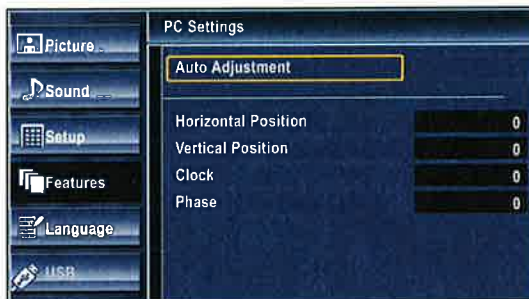 Picture
Sound
Setup
Features
Language
USB
PC Settings
Auto Adjustment
Horizontal Position 0
Vertical Position 0
Clock 0
Phase 0